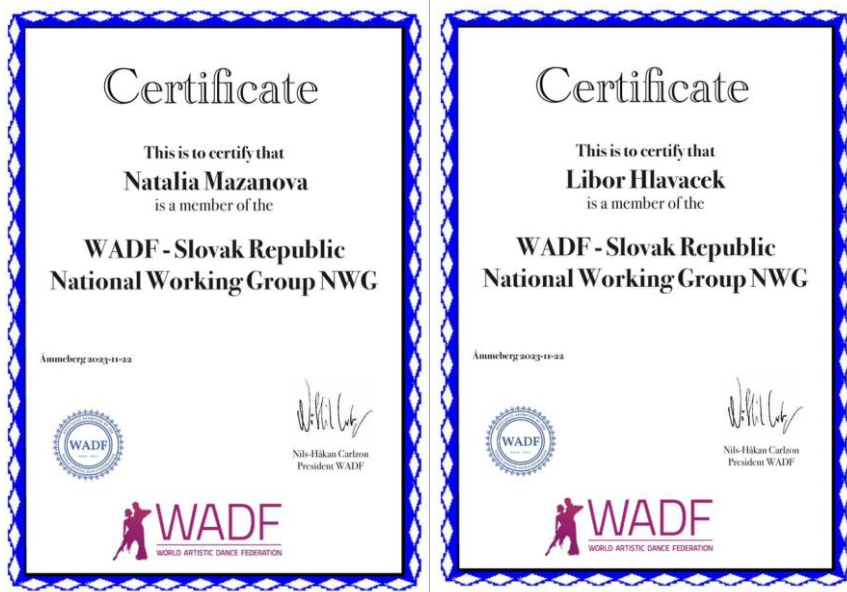 Certificate
This is to certify that
Natalia Mazanova
is a member of the
WADF - Slovak Republic
National Working Group NWG
Åmmeberg 2023-11-22
WADF
Nils-Håkan Carlzon
President WADF
WADF
WORLD ARTISTIC DANCE FEDERATION
Certificate
This is to certify that
Libor Hlavacek
is a member of the
WADF - Slovak Republic
National Working Group NWG
Åmmeberg 2023-11-22
WADF
Nils-Håkan Carlzon
President WADF
WADF
WORLD ARTISTIC DANCE FEDERATION